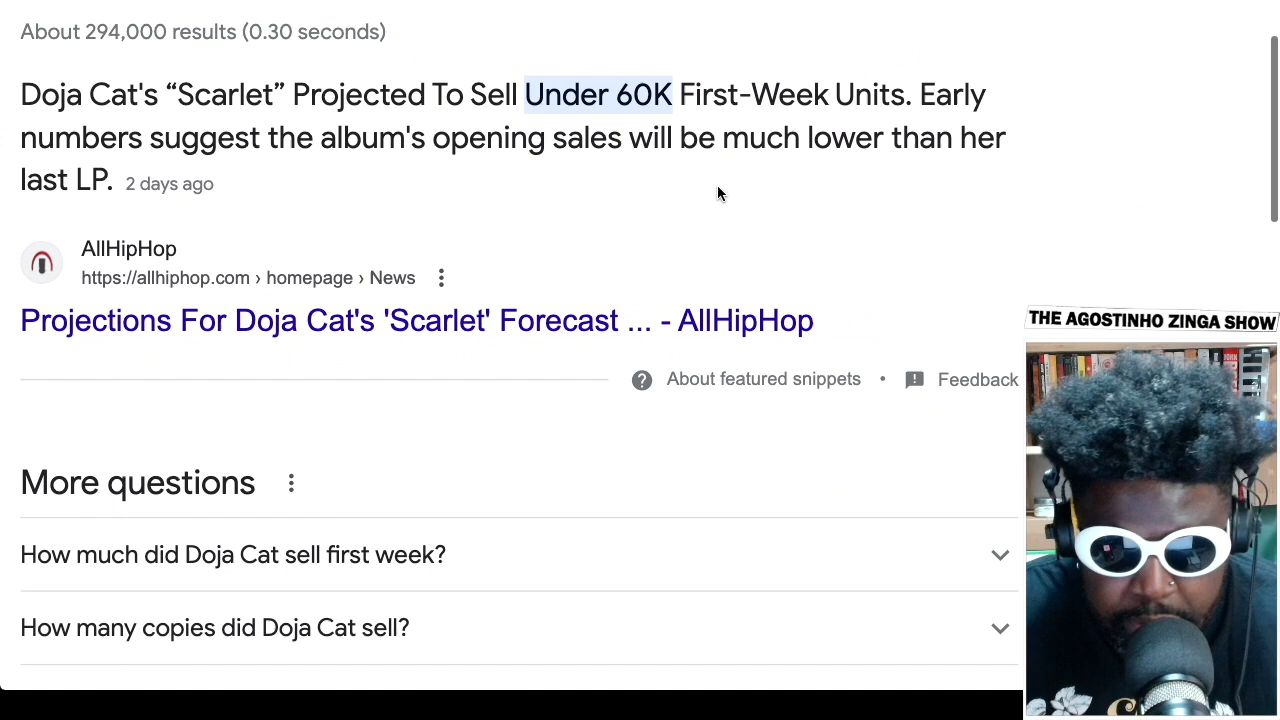 About 294,000 results (0.30 seconds)
Doja Cat's “Scarlet” Projected To Sell Under 60K First-Week Units. Early
numbers suggest the album's opening sales will be much lower than her
last LP. 2 days ago
AllHipHop
https://allhiphop.com › homepage › News
Projections For Doja Cat's 'Scarlet' Forecast ... - AllHipHop
About featured snippets • Feedback
THE AGOSTINHO ZINGA SHOW
More questions
How much did Doja Cat sell first week?
How many copies did Doja Cat sell?